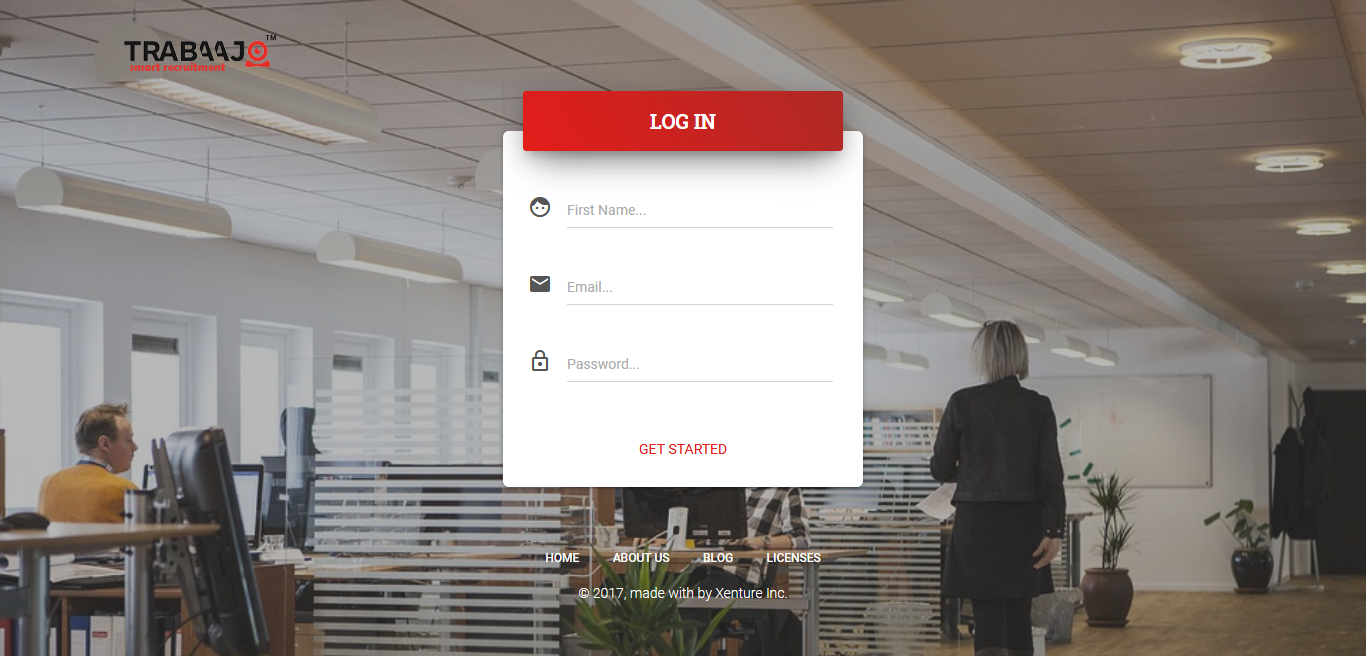 TRABAAJO™
smart recruitment
LOG IN
First Name...
Email...
Password...
GET STARTED
HOME ABOUT US BLOG LICENSES
© 2017, made with by Xenture Inc.